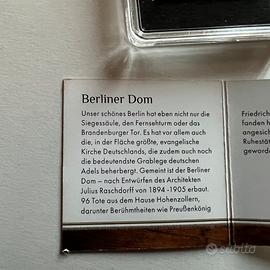 Berliner Dom
Unser schönes Berlin hat eben nicht nur die
Siegessäule, den Fernsehturm oder das
Brandenburger Tor. Es hat vor allem auch
die, in der Fläche größte, evangelische
Kirche Deutschlands, die zudem auch noch
die bedeutendste Grablege deutschen
Adels beherbergt. Gemeint ist der Berliner
Dom – nach Entwürfen des Architekten
Julius Raschdorff von 1894 -1905 erbaut.
96 Tote aus dem Hause Hohenzollern,
darunter Berühmtheiten wie Preußenkönig
Friedrich
fanden h
angesich
Ruhestät
geworde
subito